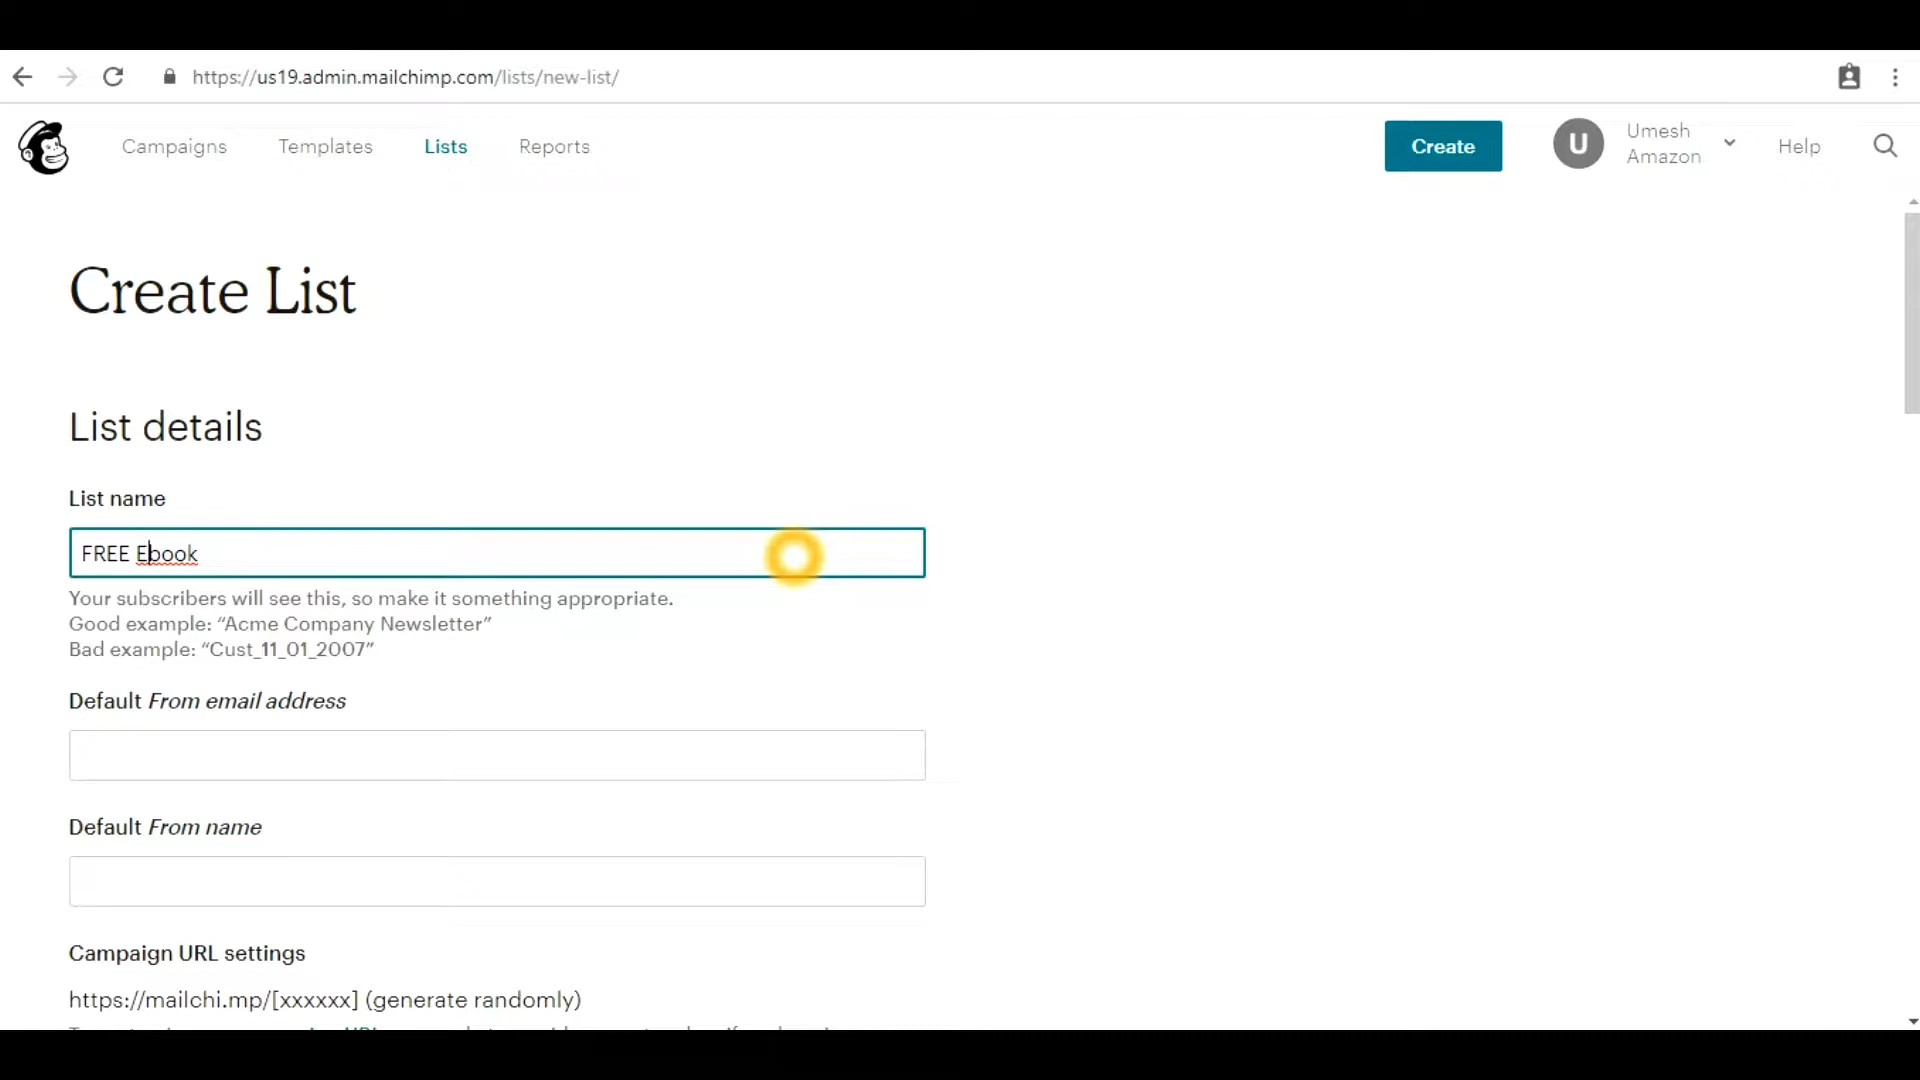 https://us19.admin.mailchimp.com/lists/new-list/
Campaigns Templates Lists Reports Create U Umesh Amazon Help
Create List
List details
List name
FREE Ebook
Your subscribers will see this, so make it something appropriate.
Good example: “Acme Company Newsletter”
Bad example: “Cust_11_01_2007”
Default From email address
Default From name
Campaign URL settings
https://mailchi.mp/[xxxxxx] (generate randomly)